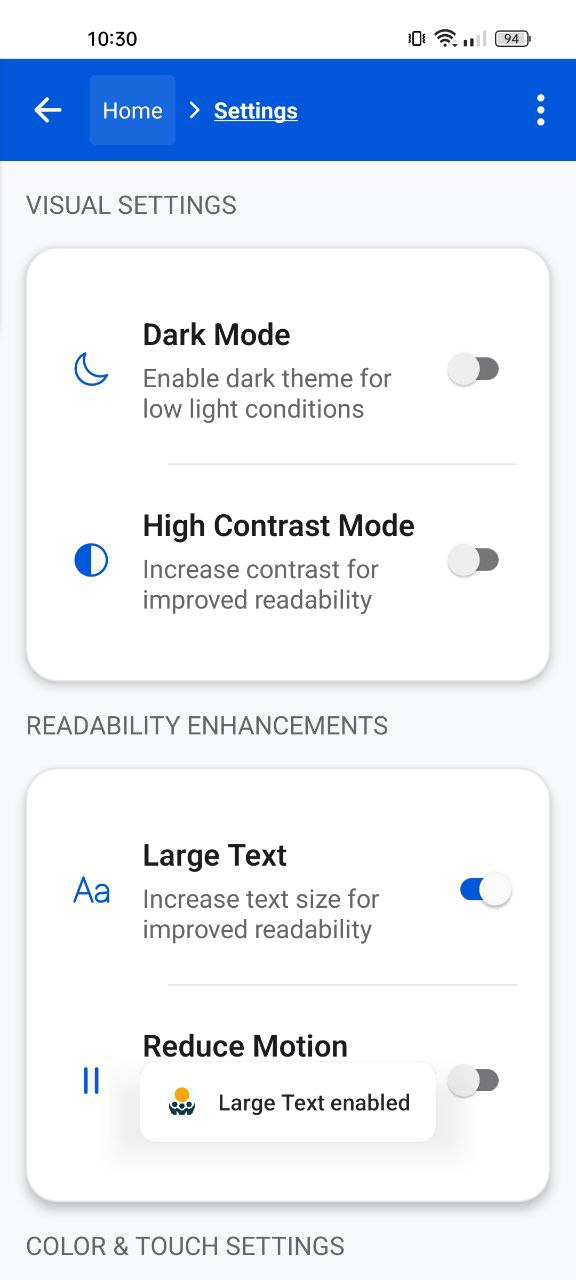 10:30
94
Home > Settings
VISUAL SETTINGS
Dark Mode
Enable dark theme for
low light conditions
High Contrast Mode
Increase contrast for
improved readability
READABILITY ENHANCEMENTS
Aa
Large Text
Increase text size for
improved readability
Reduce Motion
Large Text enabled
COLOR & TOUCH SETTINGS